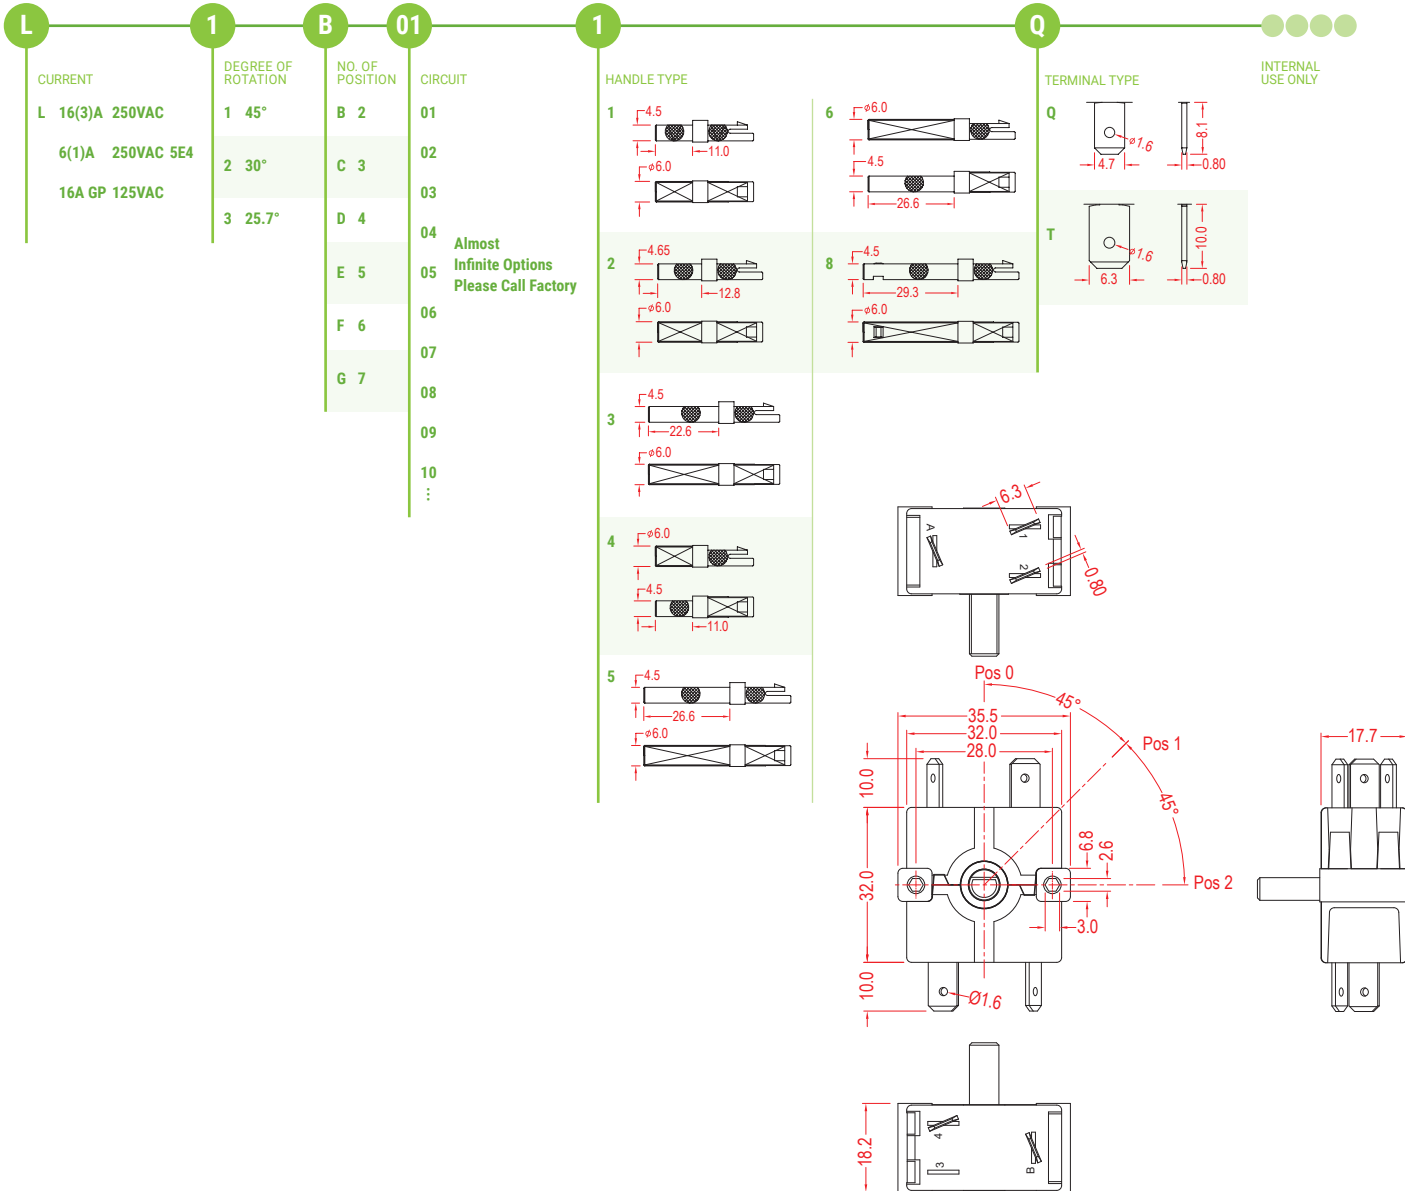 L 1 B 01 1 Q
CURRENT
L 16(3)A 250VAC
6(1)A 250VAC 5E4
16A GP 125VAC
DEGREE OF
ROTATION
1 45°
2 30°
3 25.7°
NO. OF
POSITION
B 2
C 3
D 4
E 5
F 6
G 7
CIRCUIT
01
02
03
04
05
06
07
08
09
10
⋮
Almost
Infinite Options
Please Call Factory
HANDLE TYPE
1
4.5
11.0
ø6.0
2
4.65
12.8
ø6.0
3
4.5
22.6
ø6.0
4
ø6.0
4.5
11.0
5
4.5
26.6
ø6.0
6
ø6.0
4.5
26.6
8
4.5
29.3
ø6.0
TERMINAL TYPE
Q
ø1.6
4.7
8.1
0.80
T
ø1.6
6.3
10.0
0.80
INTERNAL
USE ONLY
6.3
A
1
2
0.80
Pos 0
45°
35.5
32.0
28.0
Pos 1
45°
10.0
6.8
2.6
32.0
Pos 2
3.0
10.0
Ø1.6
17.7
18.2
4
3
B